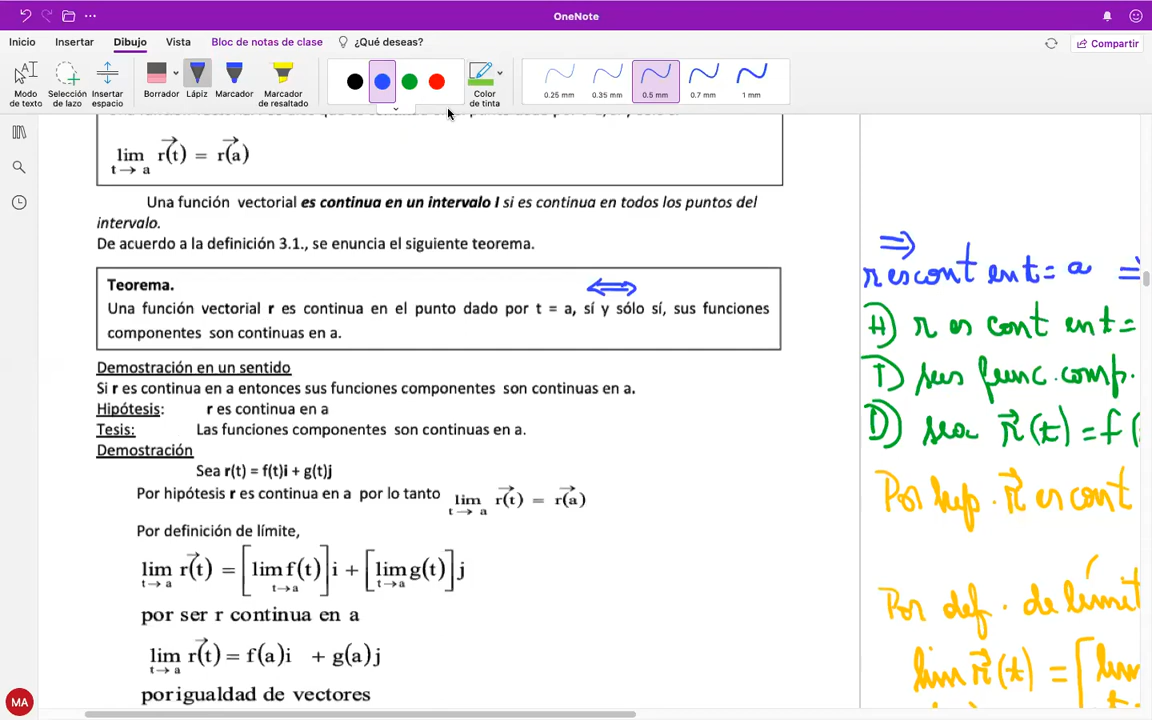 OneNote
Inicio Insertar Dibujo Vista Bloc de notas de clase ¿Qué deseas? Compartir
Modo de texto Selección de lazo Insertar espacio Borrador Lápiz Marcador Marcador de resaltado Color de tinta 0.25 mm 0.35 mm 0.5 mm 0.7 mm 1 mm
lim r(t) = r(a)
t→ a
Una función vectorial es continua en un intervalo I si es continua en todos los puntos del
intervalo.
De acuerdo a la definición 3.1., se enuncia el siguiente teorema.
Teorema.
Una función vectorial r es continua en el punto dado por t = a, sí y sólo sí, sus funciones
componentes son continuas en a.
Demostración en un sentido
Si r es continua en a entonces sus funciones componentes son continuas en a.
Hipótesis: r es continua en a
Tesis: Las funciones componentes son continuas en a.
Demostración
Sea r(t) = f(t)i + g(t)j
Por hipótesis r es continua en a por lo tanto lim r(t) = r(a)
t→ a
Por definición de límite,
lim r(t) = [lim f(t)] i + [lim g(t)] j
t→ a t→a t→a
por ser r continua en a
lim r(t) = f(a)i + g(a)j
t→ a
por igualdad de vectores
MA
⇒
r es cont en t = a ⇒
H) r es cont en t =
T) sus func. comp.
D) sea r(t) = f(
Por hip. r es cont
Por def. de límit
lim r(t) = [lim